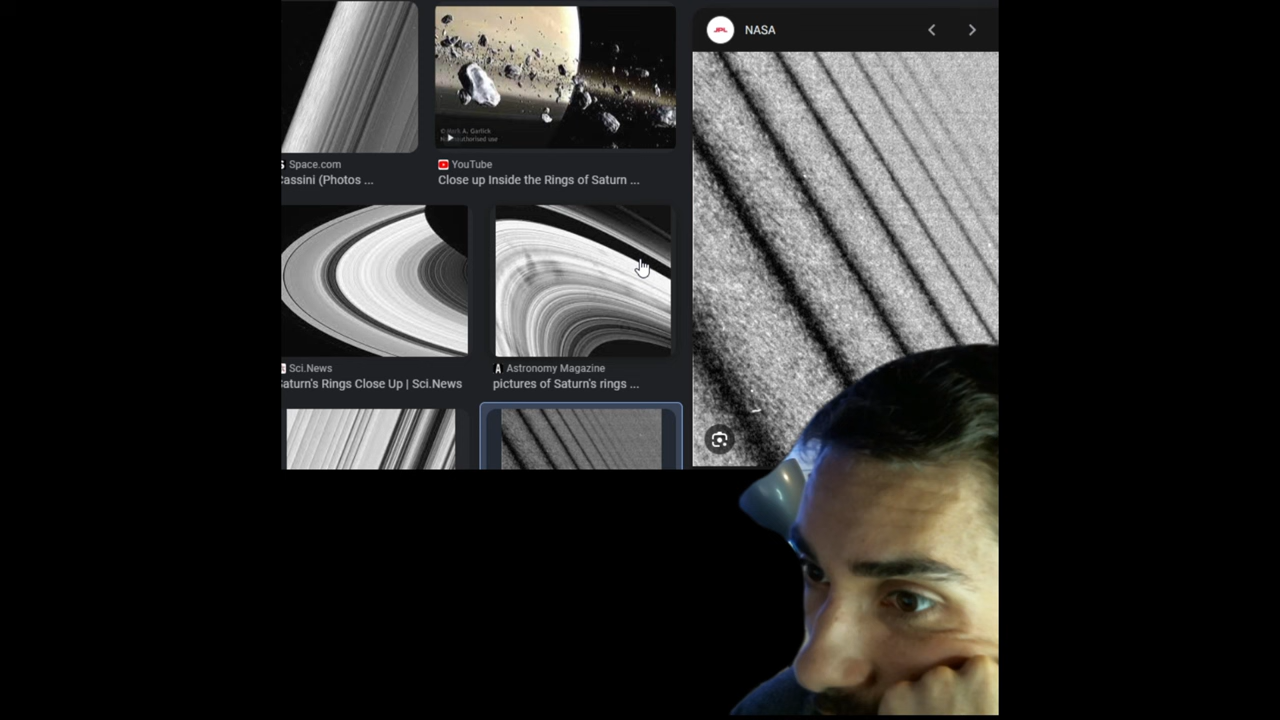 JPL
NASA
Space.com
Cassini (Photos ...
YouTube
Close up Inside the Rings of Saturn ...
Sci.News
Saturn's Rings Close Up | Sci.News
A
Astronomy Magazine
pictures of Saturn's rings ...